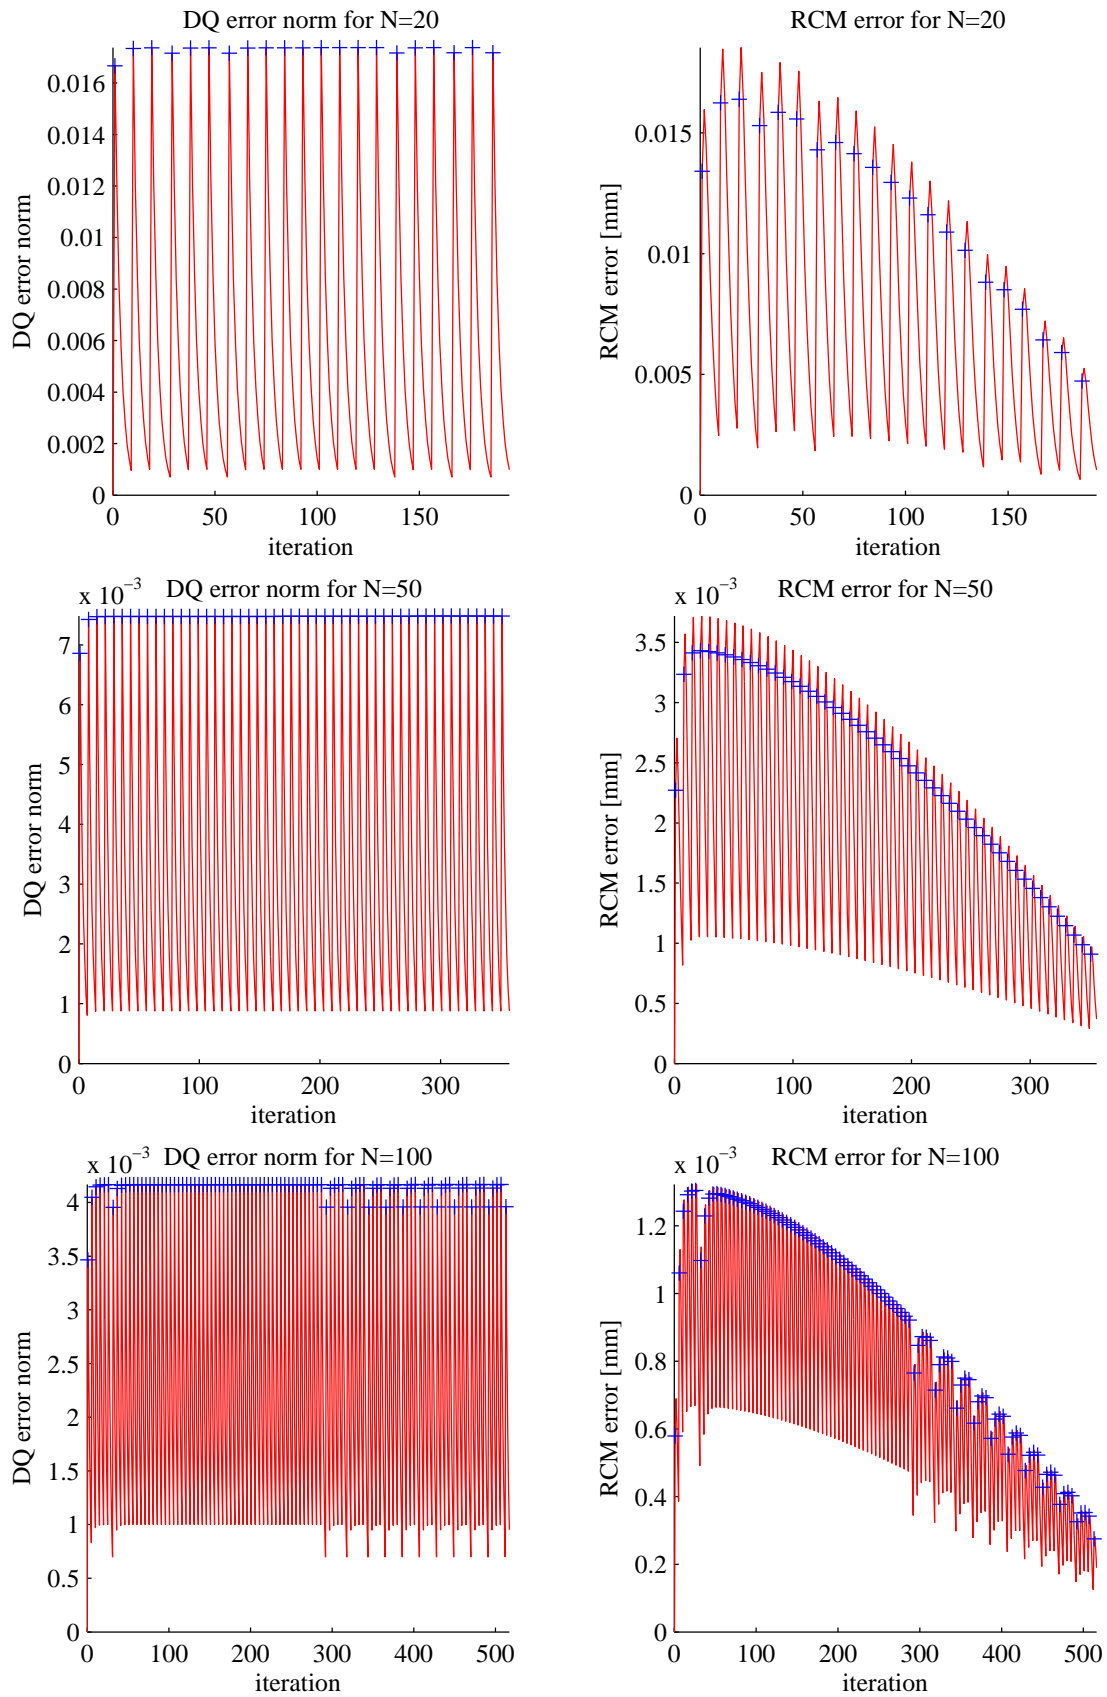 DQ error norm for N=20
0.016
0.014
0.012
0.01
0.008
0.006
0.004
0.002
0
DQ error norm
0 50 100 150
iteration
RCM error for N=20
0.015
0.01
0.005
0
RCM error [mm]
0 50 100 150
iteration
x 10⁻³
DQ error norm for N=50
7
6
5
4
3
2
1
0
DQ error norm
0 100 200 300
iteration
x 10⁻³
RCM error for N=50
3.5
3
2.5
2
1.5
1
0.5
0
RCM error [mm]
0 100 200 300
iteration
x 10⁻³
DQ error norm for N=100
4
3.5
3
2.5
2
1.5
1
0.5
0
DQ error norm
0 100 200 300 400 500
iteration
x 10⁻³
RCM error for N=100
1.2
1
0.8
0.6
0.4
0.2
0
RCM error [mm]
0 100 200 300 400 500
iteration